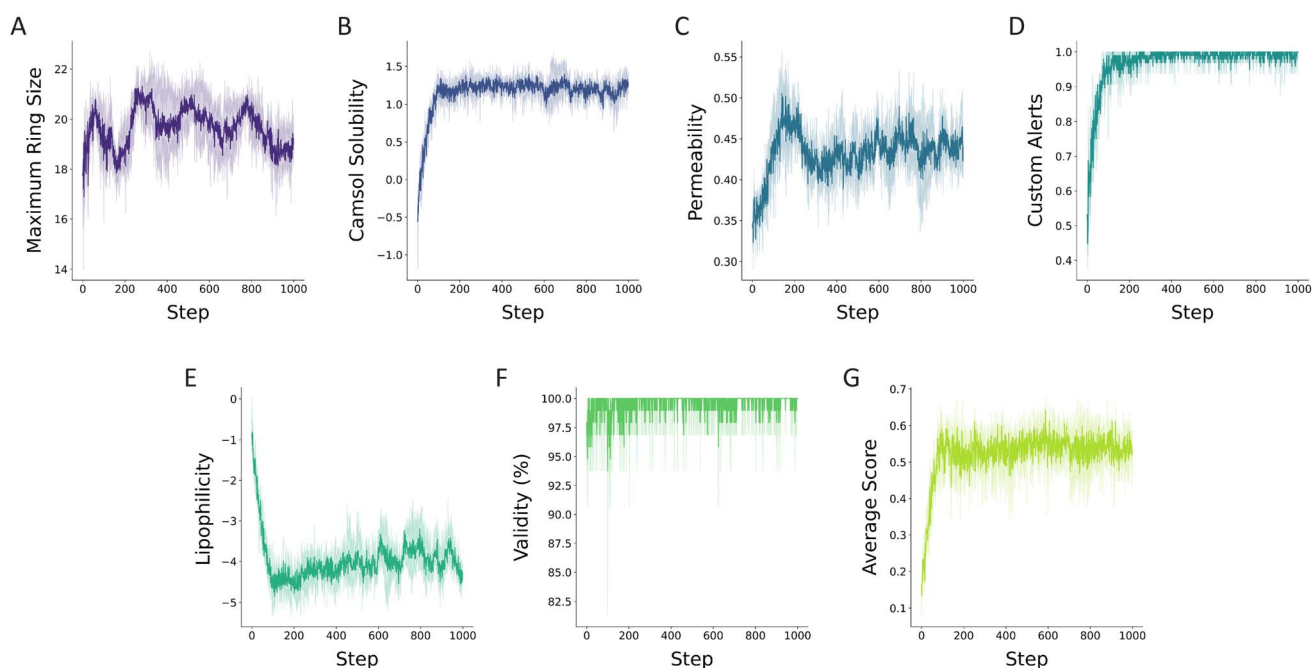 A
Maximum Ring Size
22
20
18
16
14
0 200 400 600 800 1000
Step
B
Camsol Solubility
1.5
1.0
0.5
0.0
−0.5
−1.0
0 200 400 600 800 1000
Step
C
Permeability
0.55
0.50
0.45
0.40
0.35
0.30
0 200 400 600 800 1000
Step
D
Custom Alerts
1.0
0.9
0.8
0.7
0.6
0.5
0.4
0 200 400 600 800 1000
Step
E
Lipophilicity
0
−1
−2
−3
−4
−5
0 200 400 600 800 1000
Step
F
Validity (%)
100.0
97.5
95.0
92.5
90.0
87.5
85.0
82.5
0 200 400 600 800 1000
Step
G
Average Score
0.7
0.6
0.5
0.4
0.3
0.2
0.1
0 200 400 600 800 1000
Step